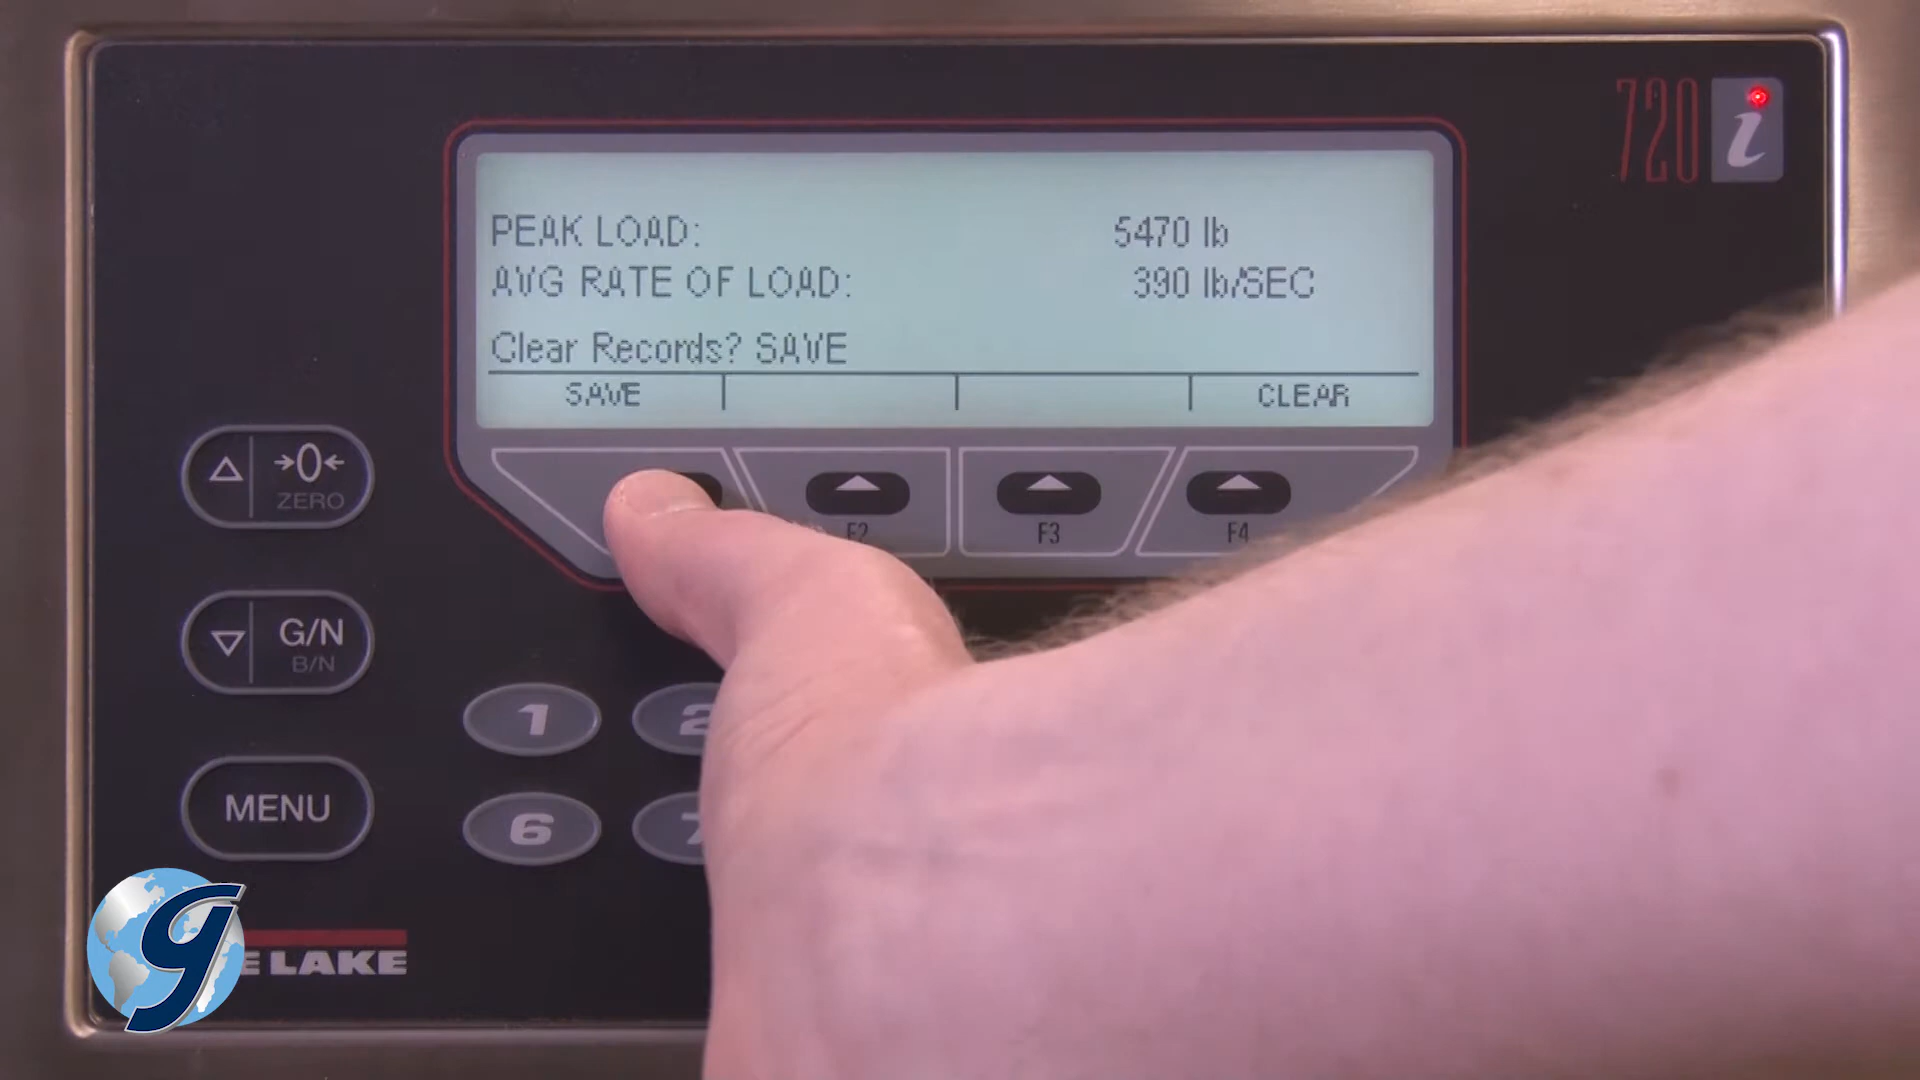 720 i
PEAK LOAD: 5470 lb
AVG RATE OF LOAD: 390 lb/SEC
Clear Records? SAVE
SAVE CLEAR
F2 F3 F4
→0←
ZERO
G/N
B/N
1 2
MENU
6 7
g
E LAKE